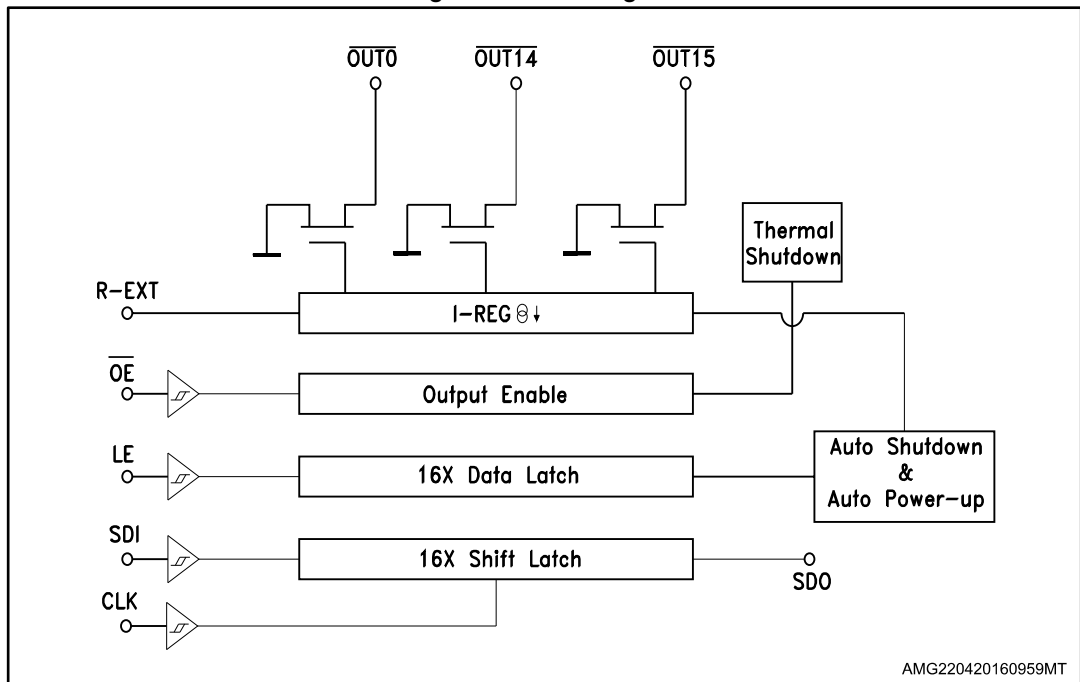 OUT0 OUT14 OUT15
Thermal
Shutdown
R-EXT
I-REG
OE
Output Enable
LE
16X Data Latch
Auto Shutdown
&
Auto Power-up
SDI
16X Shift Latch
SDO
CLK
AMG220420160959MT